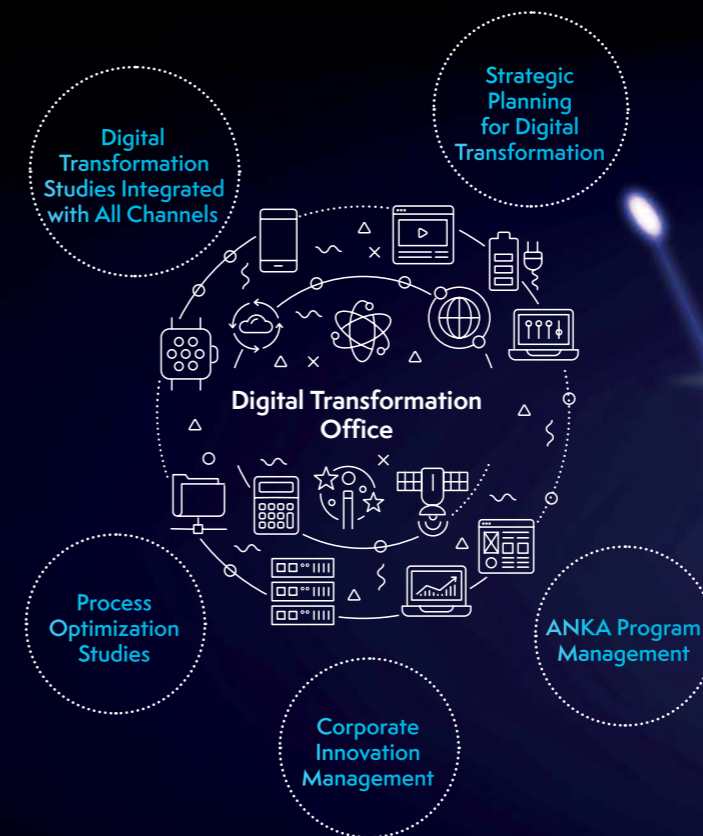 Strategic
Planning
for Digital
Transformation
Digital
Transformation
Studies Integrated
with All Channels
Digital Transformation
Office
Process
Optimization
Studies
ANKA Program
Management
Corporate
Innovation
Management